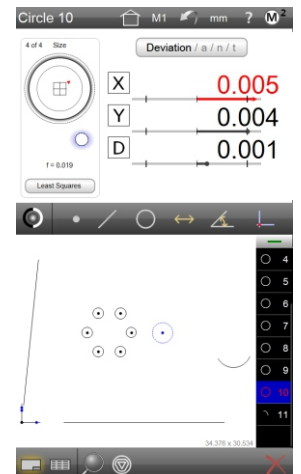 Circle 10 M1 mm ? M2
4 of 4 Size
Deviation / a / n / t
X 0.005
Y 0.004
D 0.001
f = 0.019
Least Squares
4
5
6
7
8
9
10
11
34.376 x 30.534